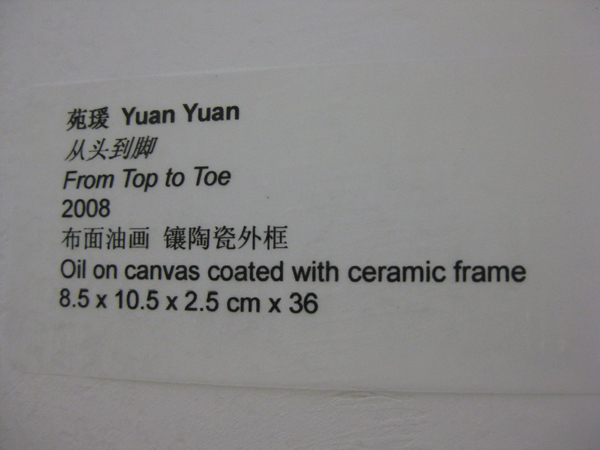 苑瑗 Yuan Yuan
从头到脚
From Top to Toe
2008
布面油画 镶陶瓷外框
Oil on canvas coated with ceramic frame
8.5 x 10.5 x 2.5 cm x 36